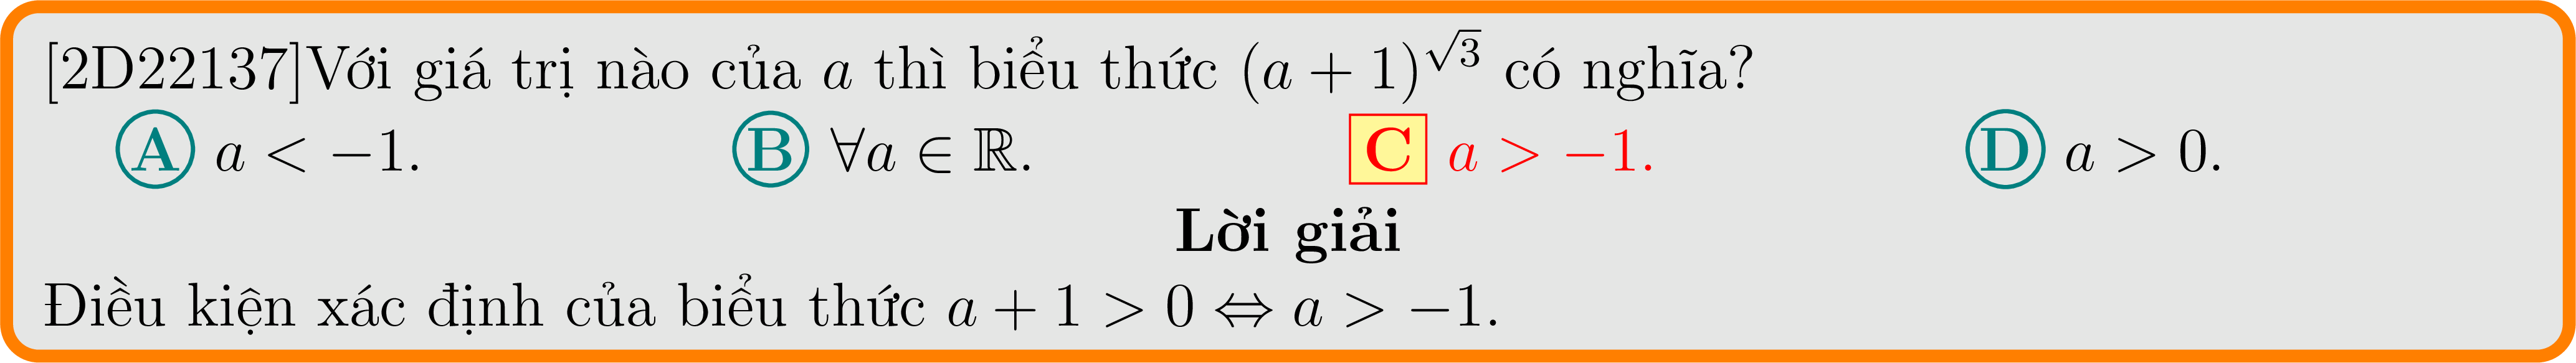 [2D22137]Với giá trị nào của $a$ thì biểu thức $(a+1)^{\sqrt{3}}$ có nghĩa?
A $a < -1$. B $\forall a \in \mathbb{R}$. C $a > -1$. D $a > 0$.
Lời giải
Điều kiện xác định của biểu thức $a + 1 > 0 \Leftrightarrow a > -1$.